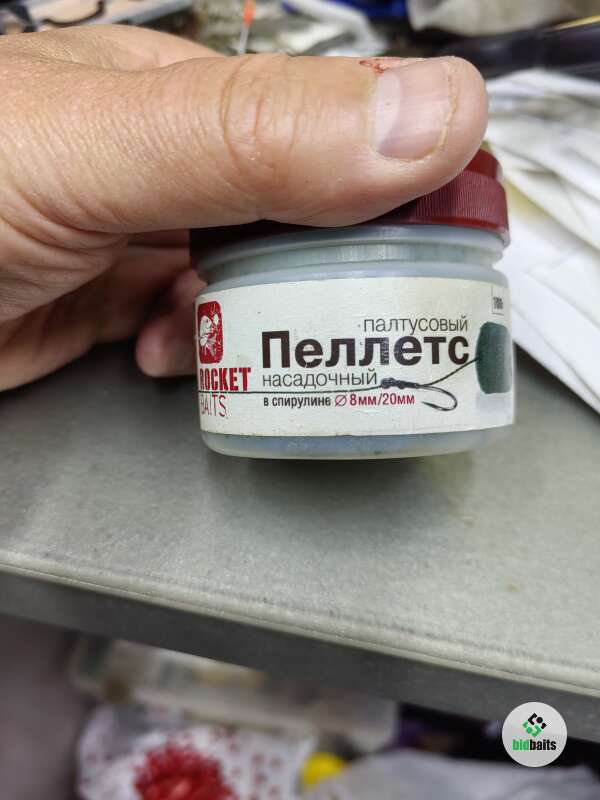 палтусовый
Пеллетс
насадочный
в спирулине Ø 8мм/20мм
ROCKET
BAITS
bidbaits